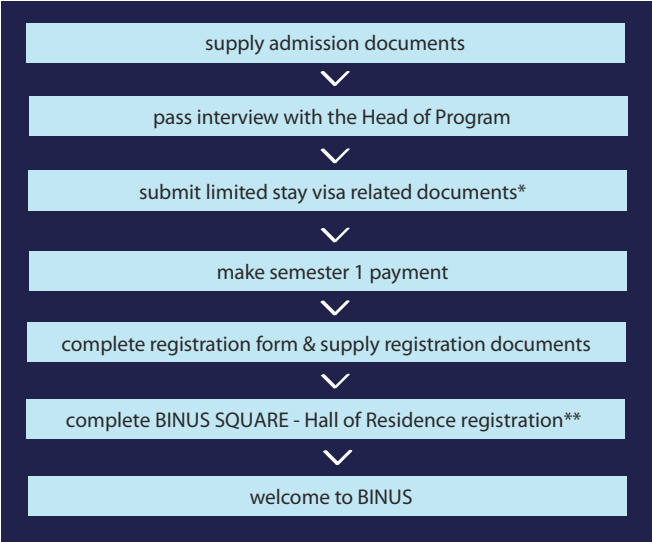 supply admission documents
pass interview with the Head of Program
submit limited stay visa related documents*
make semester 1 payment
complete registration form & supply registration documents
complete BINUS SQUARE - Hall of Residence registration**
welcome to BINUS